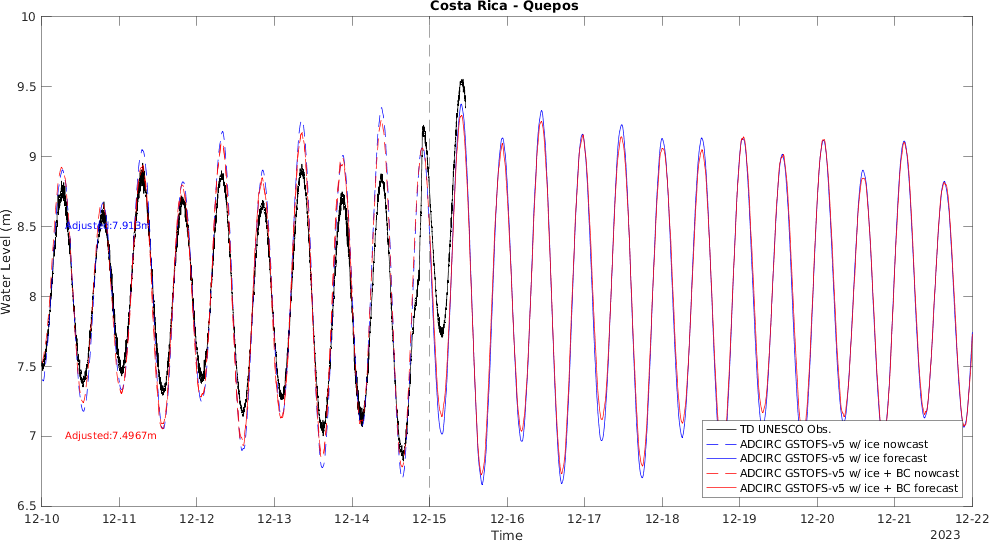 Costa Rica - Quepos
10
9.5
9
8.5
8
7.5
7
6.5
Water Level (m)
Adjusted:7.913m
Adjusted:7.4967m
TD UNESCO Obs.
ADCIRC GSTOFS-v5 w/ ice nowcast
ADCIRC GSTOFS-v5 w/ ice forecast
ADCIRC GSTOFS-v5 w/ ice + BC nowcast
ADCIRC GSTOFS-v5 w/ ice + BC forecast
12-10 12-11 12-12 12-13 12-14 12-15 12-16 12-17 12-18 12-19 12-20 12-21 12-22
Time
2023